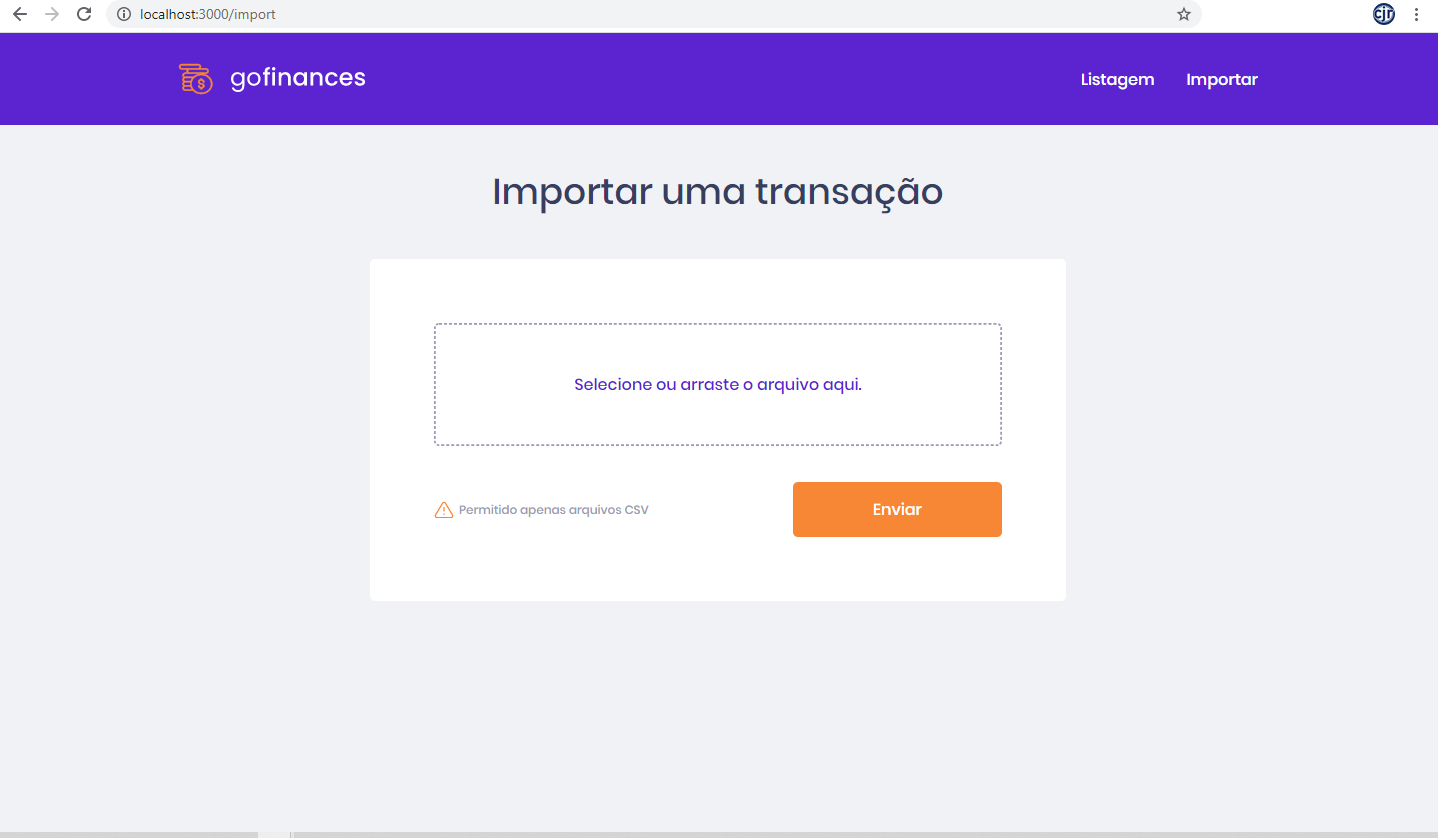 localhost:3000/import
cjr
gofinances
Listagem Importar
Importar uma transação
Selecione ou arraste o arquivo aqui.
Permitido apenas arquivos CSV
Enviar